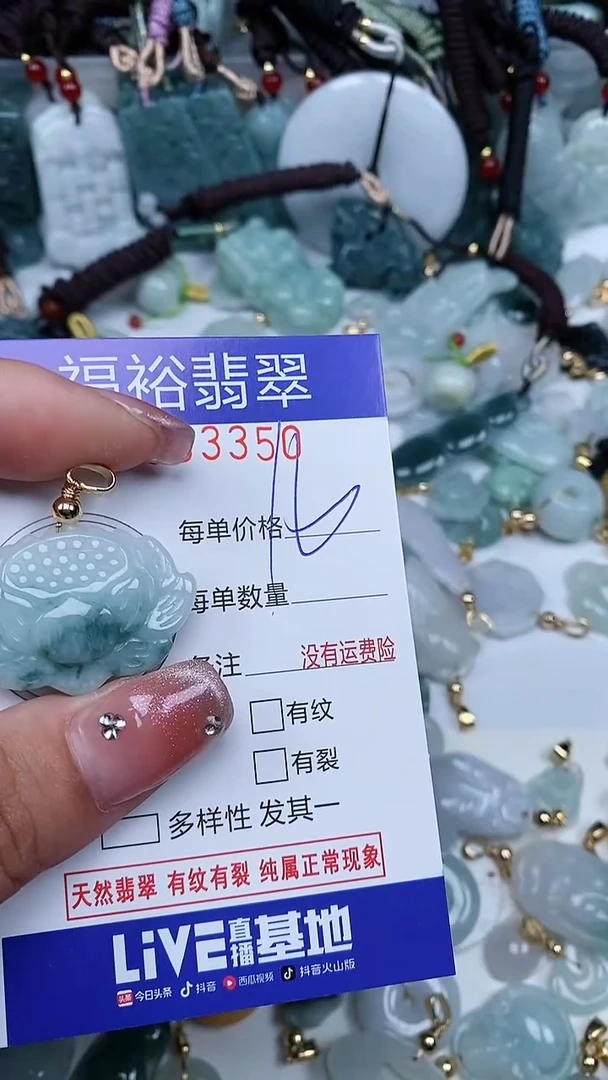 福裕翡翠
3350
每单价格
每单数量
备注 没有运费险
有纹
有裂
多样性 发其一
天然翡翠 有纹有裂 纯属正常现象
LiVE直播基地
头条 今日头条 抖音 西瓜视频 抖音火山版